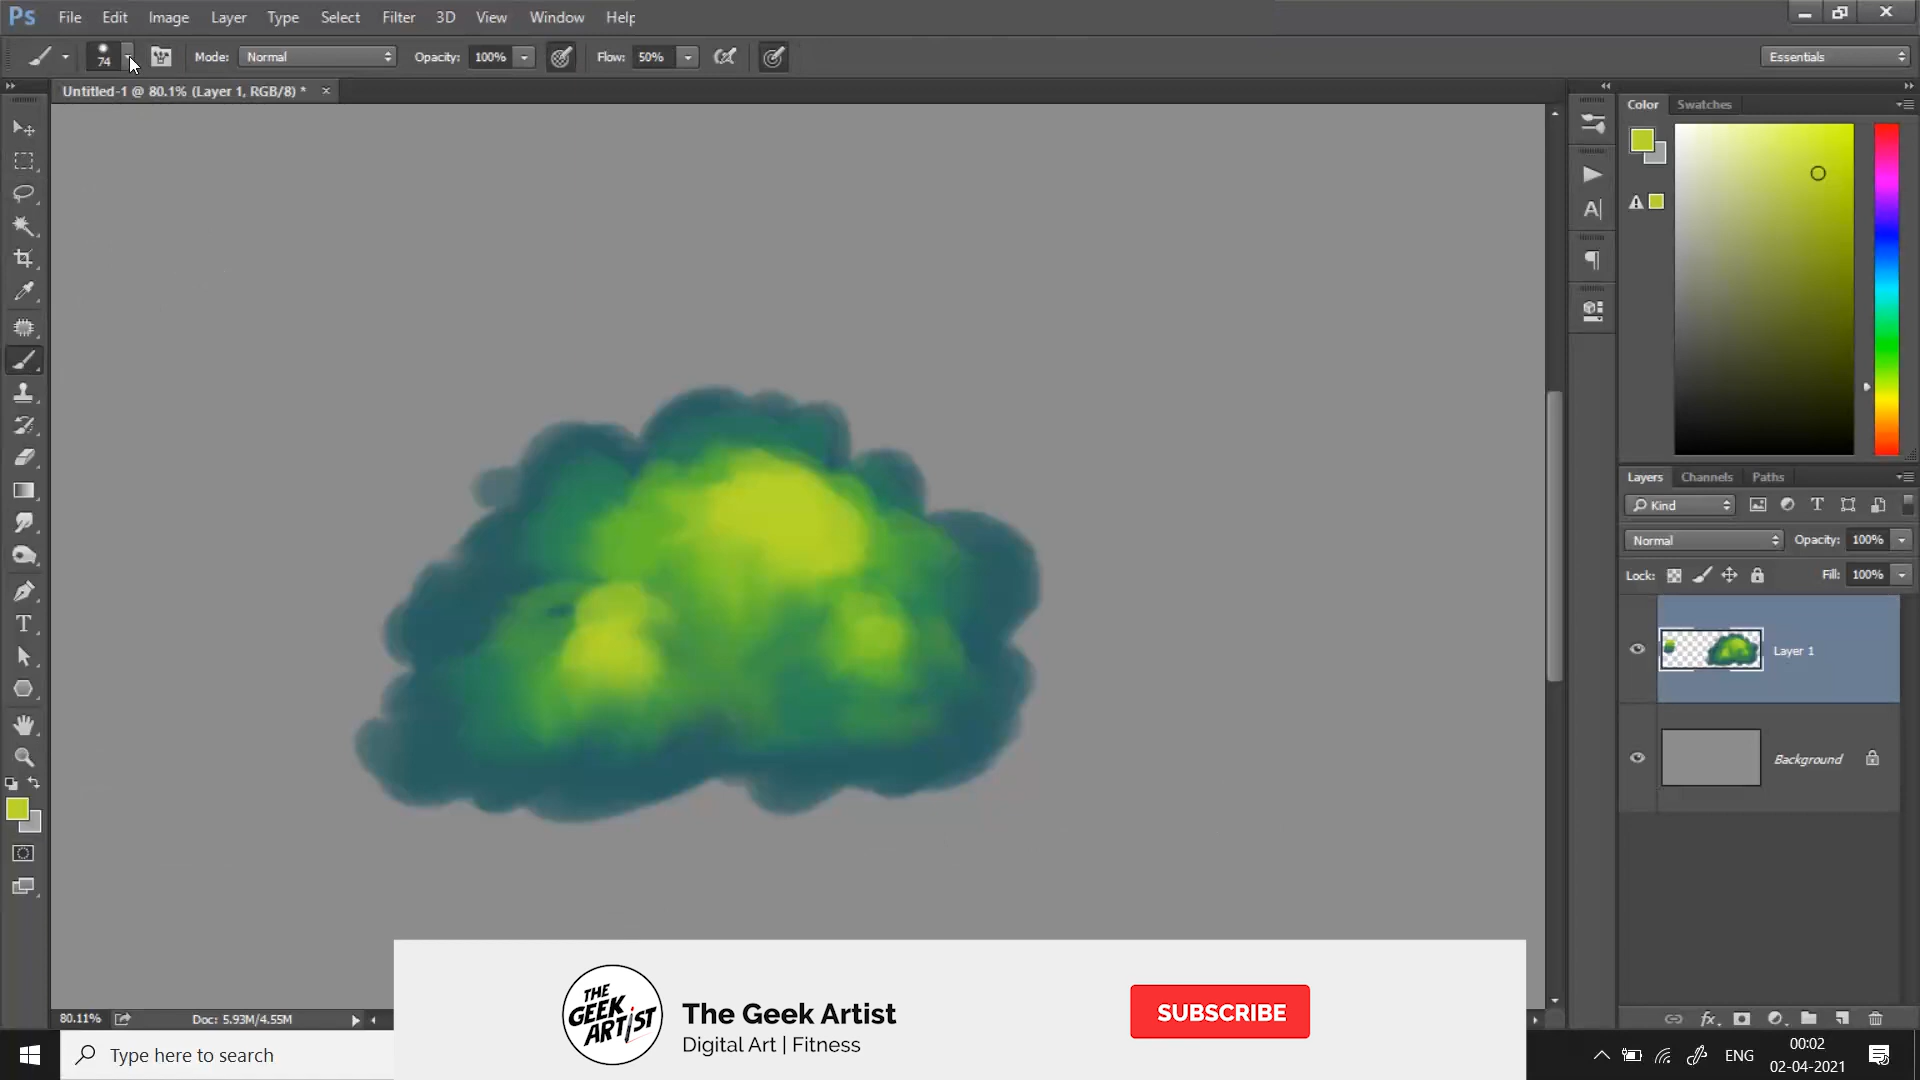 Ps File Edit Image Layer Type Select Filter 3D View Window Help
74 Mode: Normal Opacity: 100% Flow: 50% Essentials
Untitled-1 @ 80.1% (Layer 1, RGB/8) * ×
Color Swatches
Layers Channels Paths
Kind
Normal Opacity: 100%
Lock: Fill: 100%
Layer 1
Background
80.11% Doc: 5.93M/4.55M
THE GEEK ARTIST
The Geek Artist
Digital Art | Fitness
SUBSCRIBE
Type here to search
ENG
00:02
02-04-2021